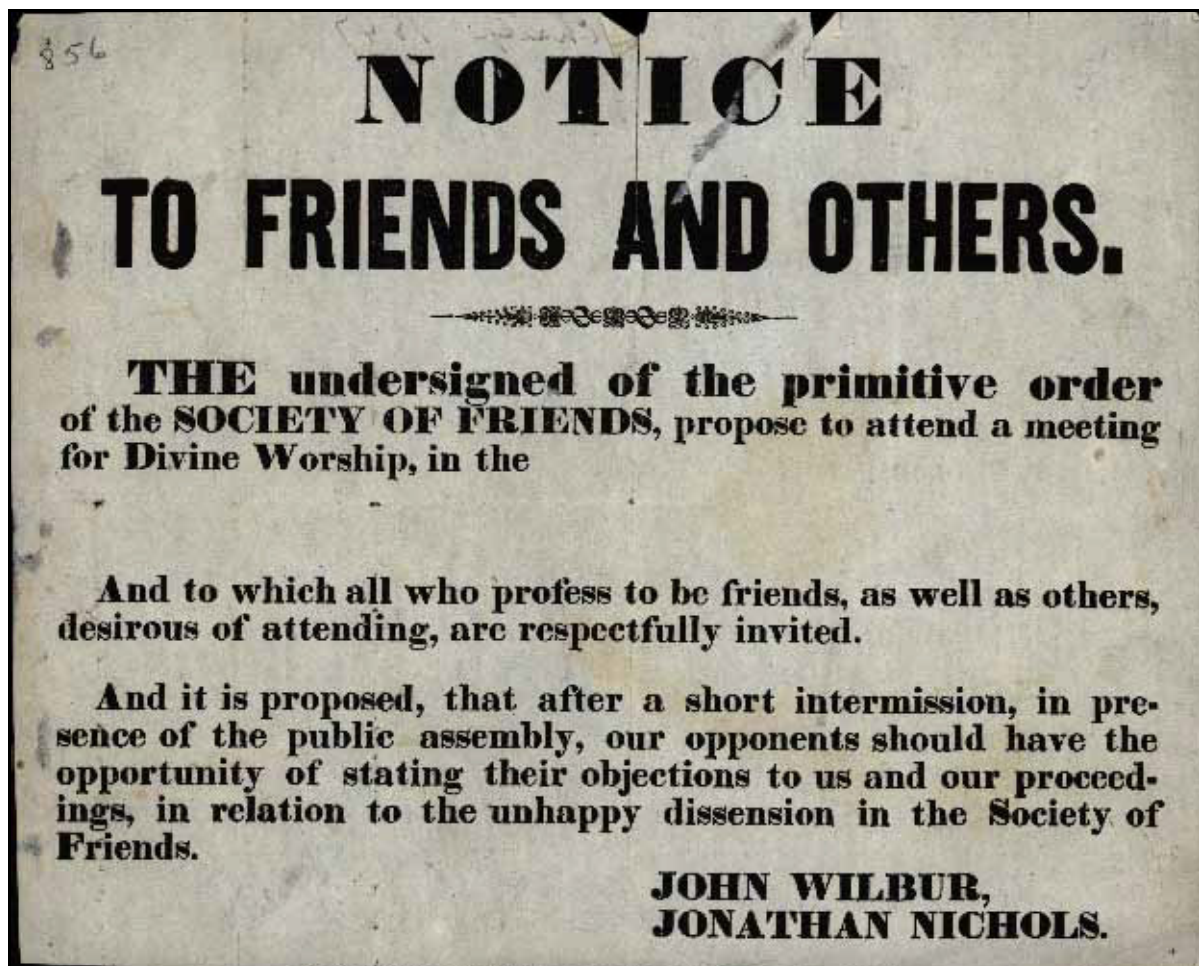 856
NOTICE
TO FRIENDS AND OTHERS.
THE undersigned of the primitive order
of the SOCIETY OF FRIENDS, propose to attend a meeting
for Divine Worship, in the
And to which all who profess to be friends, as well as others,
desirous of attending, are respectfully invited.
And it is proposed, that after a short intermission, in pre-
sence of the public assembly, our opponents should have the
opportunity of stating their objections to us and our proceed-
ings, in relation to the unhappy dissension in the Society of
Friends.
JOHN WILBUR,
JONATHAN NICHOLS.